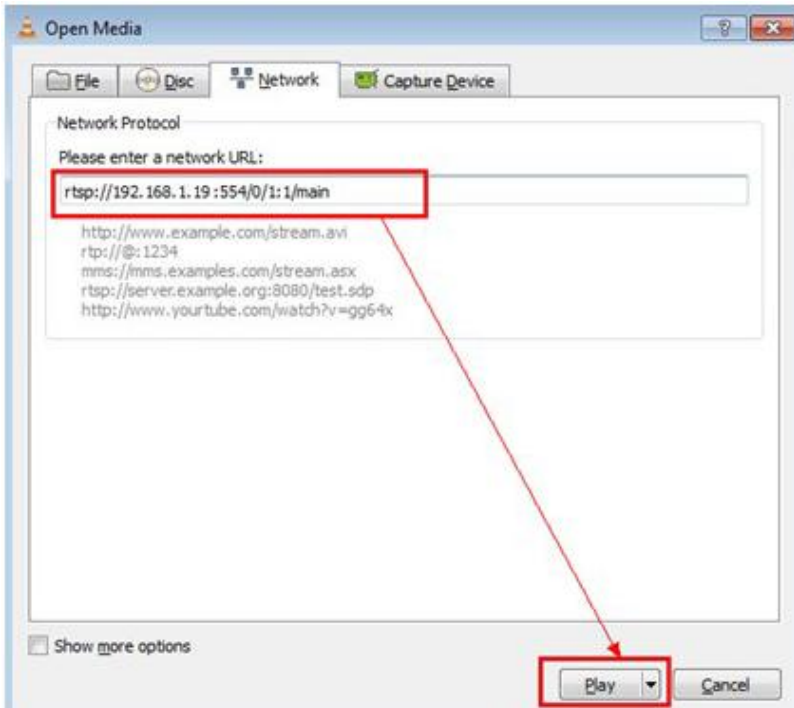 Open Media
File
Disc
Network
Capture Device
Network Protocol
Please enter a network URL:
rtsp://192.168.1.19:554/0/1:1/main
http://www.example.com/stream.avi
rtp://@:1234
mms://mms.examples.com/stream.asx
rtsp://server.example.org:8080/test.sdp
http://www.yourtube.com/watch?v=gg64x
Show more options
Play
Cancel